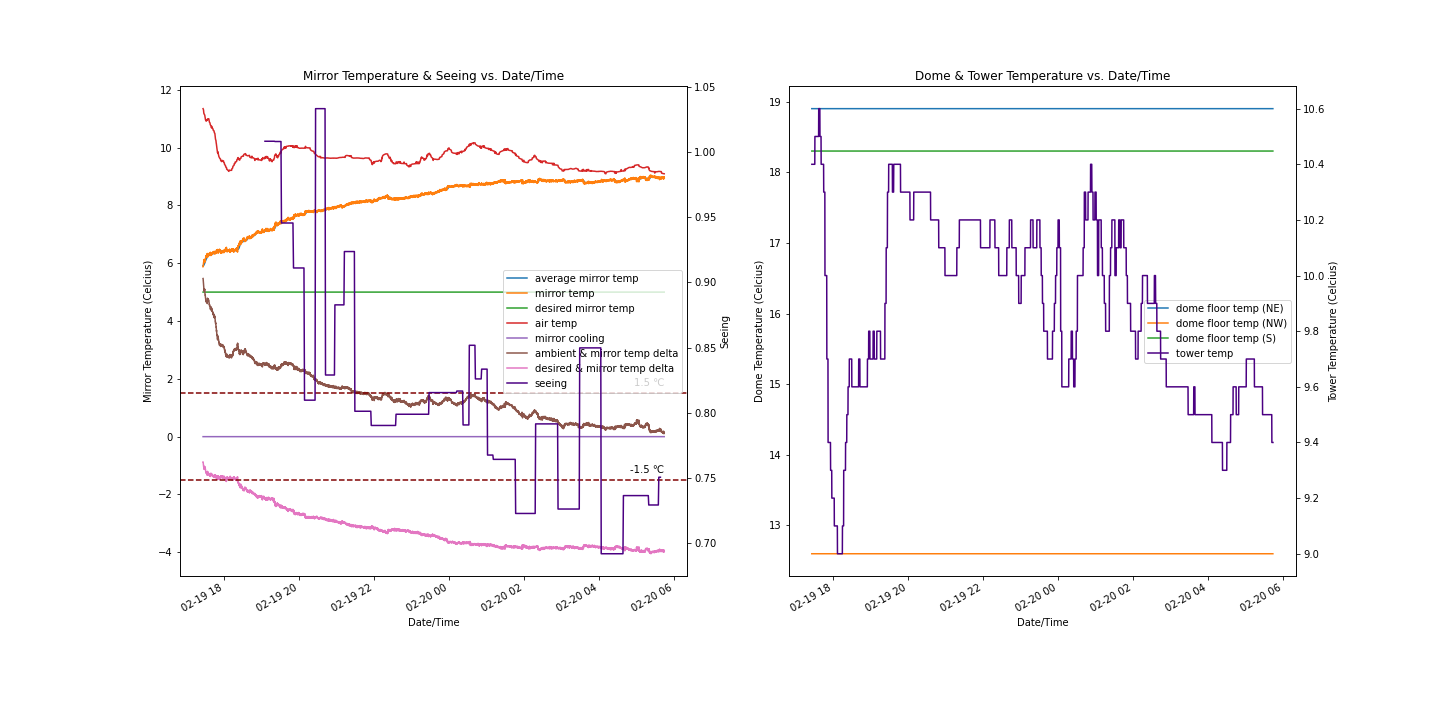 Mirror Temperature & Seeing vs. Date/Time
12
10
8
6
4
2
0
−2
−4
Mirror Temperature (Celcius)
1.05
1.00
0.95
0.90
0.85
0.80
0.75
0.70
Seeing
average mirror temp
mirror temp
desired mirror temp
air temp
mirror cooling
ambient & mirror temp delta
desired & mirror temp delta
seeing
1.5 °C
-1.5 °C
02-19 18
02-19 20
02-19 22
02-20 00
02-20 02
02-20 04
02-20 06
Date/Time
Dome & Tower Temperature vs. Date/Time
19
18
17
16
15
14
13
Dome Temperature (Celcius)
10.6
10.4
10.2
10.0
9.8
9.6
9.4
9.2
9.0
Tower Temperature (Celcius)
dome floor temp (NE)
dome floor temp (NW)
dome floor temp (S)
tower temp
02-19 18
02-19 20
02-19 22
02-20 00
02-20 02
02-20 04
02-20 06
Date/Time